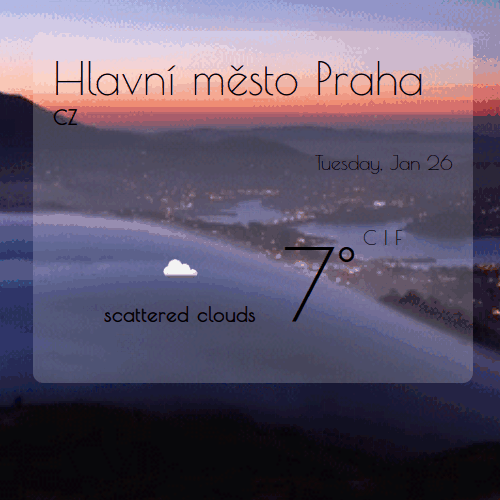 Hlavní město Praha
CZ
Tuesday, Jan 26
C | F
7°
scattered clouds